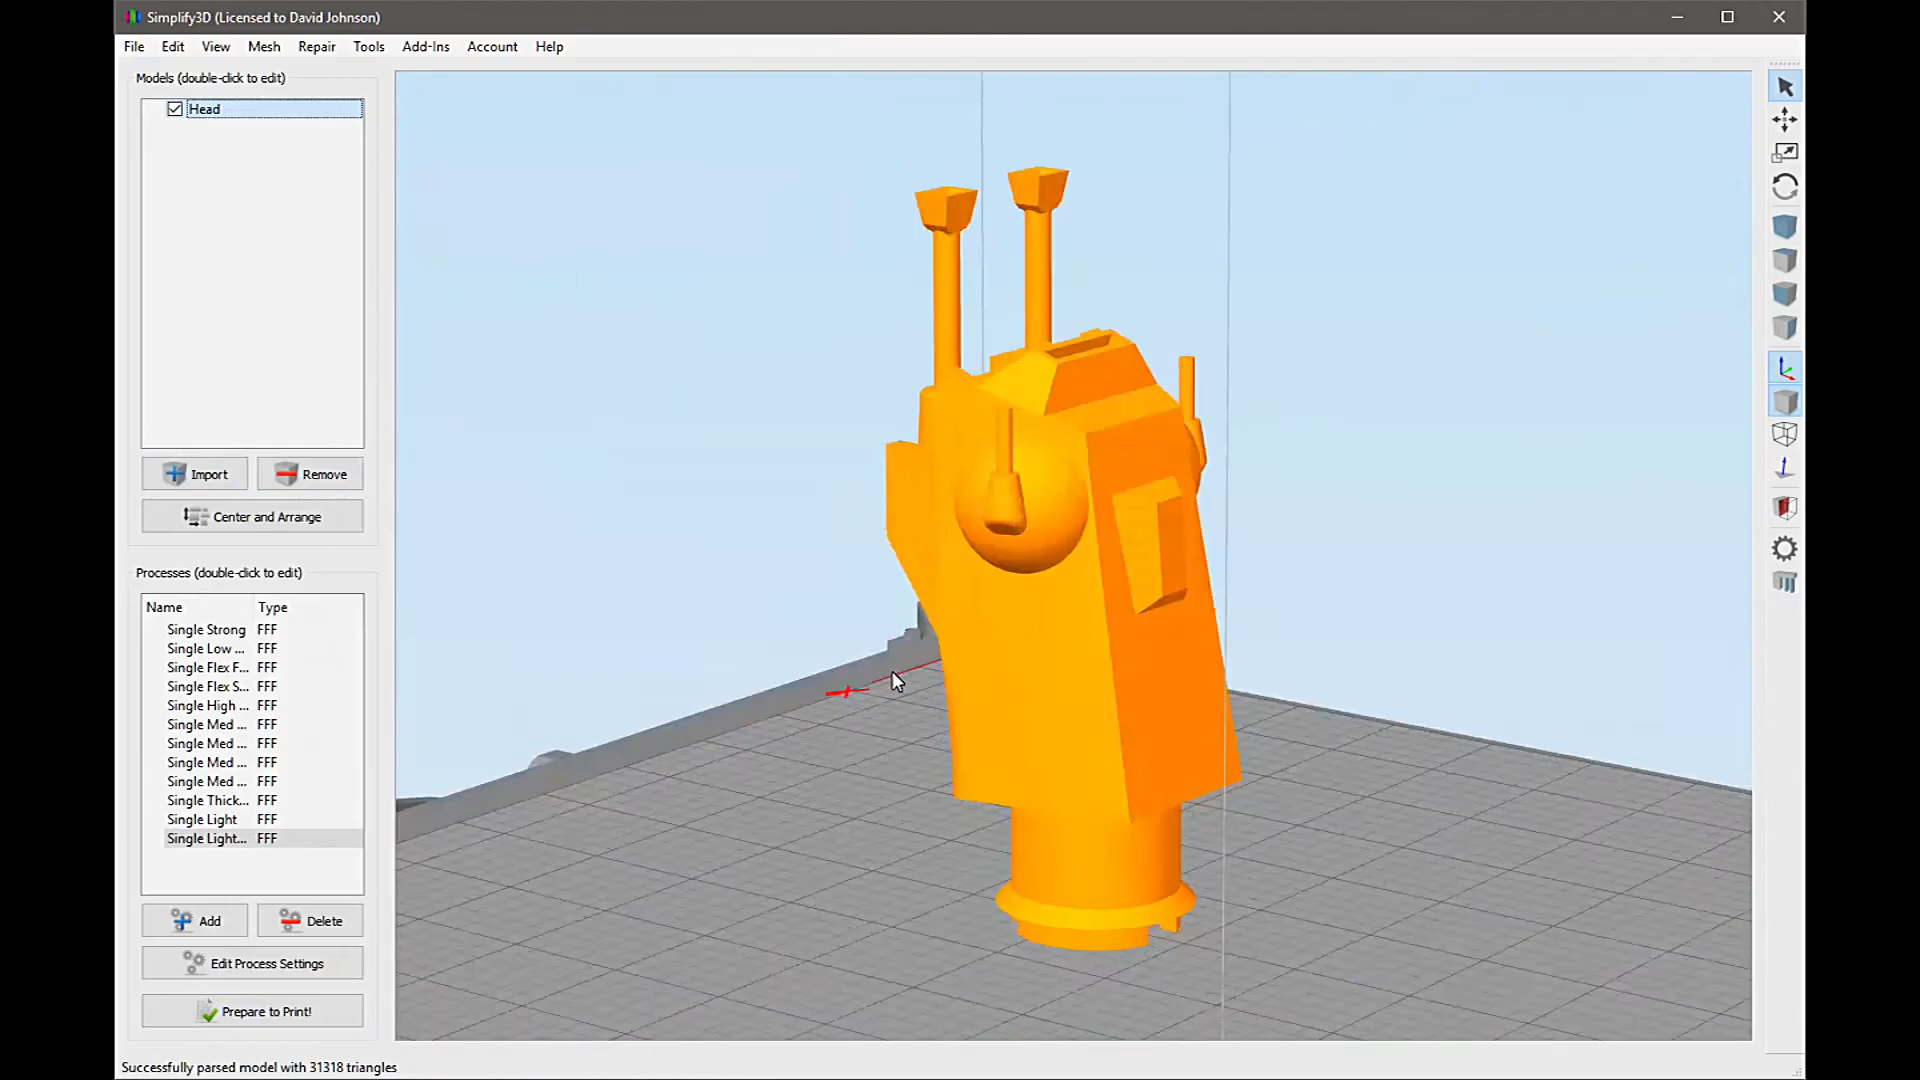 Simplify3D (Licensed to David Johnson)
File Edit View Mesh Repair Tools Add-Ins Account Help
Models (double-click to edit)
Head
Import Remove
Center and Arrange
Processes (double-click to edit)
Name Type
Single Strong FFF
Single Low ... FFF
Single Flex F... FFF
Single Flex S... FFF
Single High ... FFF
Single Med ... FFF
Single Med ... FFF
Single Med ... FFF
Single Med ... FFF
Single Thick... FFF
Single Light FFF
Single Light... FFF
Add Delete
Edit Process Settings
Prepare to Print!
Successfully parsed model with 31318 triangles